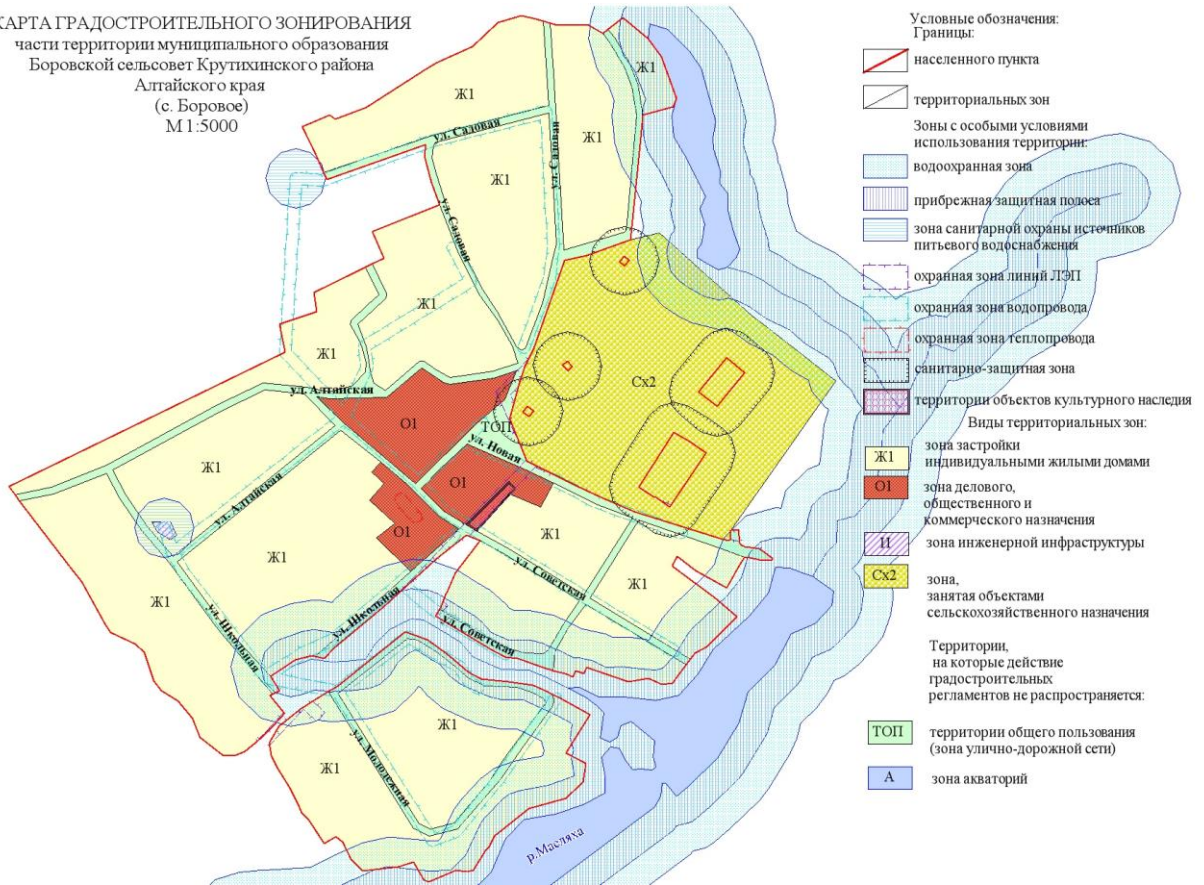 КАРТА ГРАДОСТРОИТЕЛЬНОГО ЗОНИРОВАНИЯ
части территории муниципального образования
Боровской сельсовет Крутихинского района
Алтайского края
(с. Боровое)
М 1:5000
Ж1
Ж1
ул. Садовая
Ж1
ул. Садовая
Ж1
ул. Садовая
Ж1
Ж1
ул. Алтайская
О1
Сх2
ТОП
ул. Новая
Ж1
ул. Алтайская
О1
О1
Ж1
Ж1
ул. Школьная
Ж1
ул. Советская
Ж1
Ж1
ул. Школьная
ул. Советская
Ж1
Ж1
ул. Молодежная
р.Масляха
Условные обозначения:
Границы:
населенного пункта
территориальных зон
Зоны с особыми условиями
использования территории:
водоохранная зона
прибрежная защитная полоса
зона санитарной охраны источников
питьевого водоснабжения
охранная зона линий ЛЭП
охранная зона водопровода
охранная зона теплопровода
санитарно-защитная зона
территории объектов культурного наследия
Виды территориальных зон:
Ж1
зона застройки
индивидуальными жилыми домами
О1
зона делового,
общественного и
коммерческого назначения
И
зона инженерной инфраструктуры
Сх2
зона,
занятая объектами
сельскохозяйственного назначения
Территории,
на которые действие
градостроительных
регламентов не распространяется:
ТОП
территории общего пользования
(зона улично-дорожной сети)
А
зона акваторий